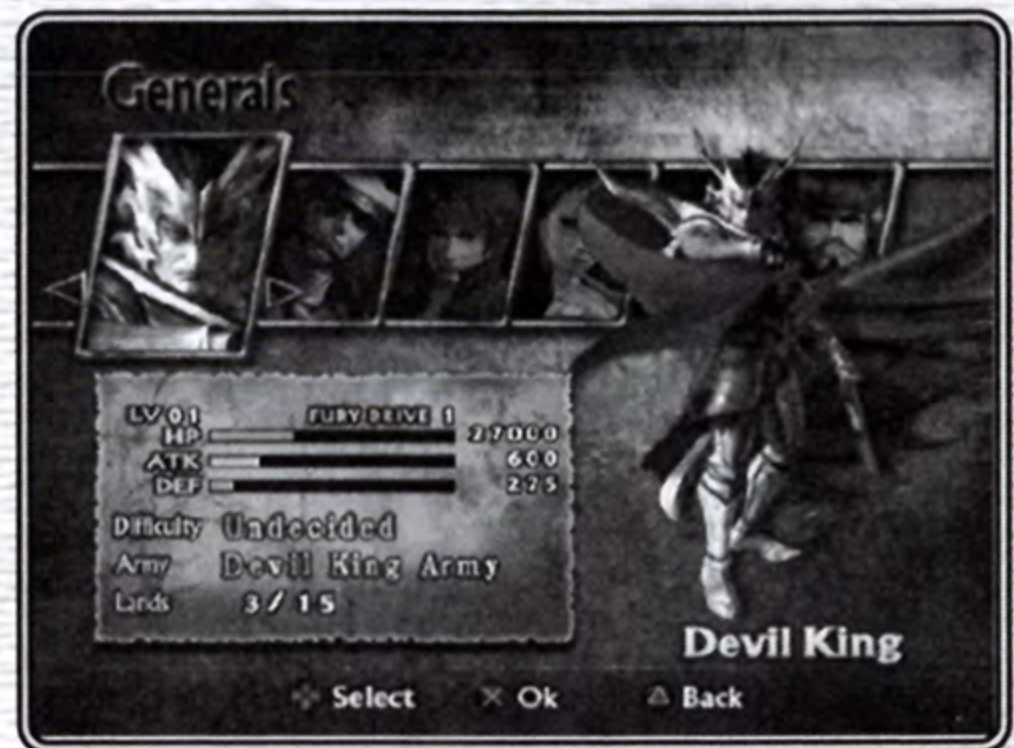 Generals
LV 01 FURY DRIVE 1
HP 27000
ATK 600
DEF 275
Difficulty Undecided
Army Devil King Army
Lands 3/15
Devil King
Select Ok Back